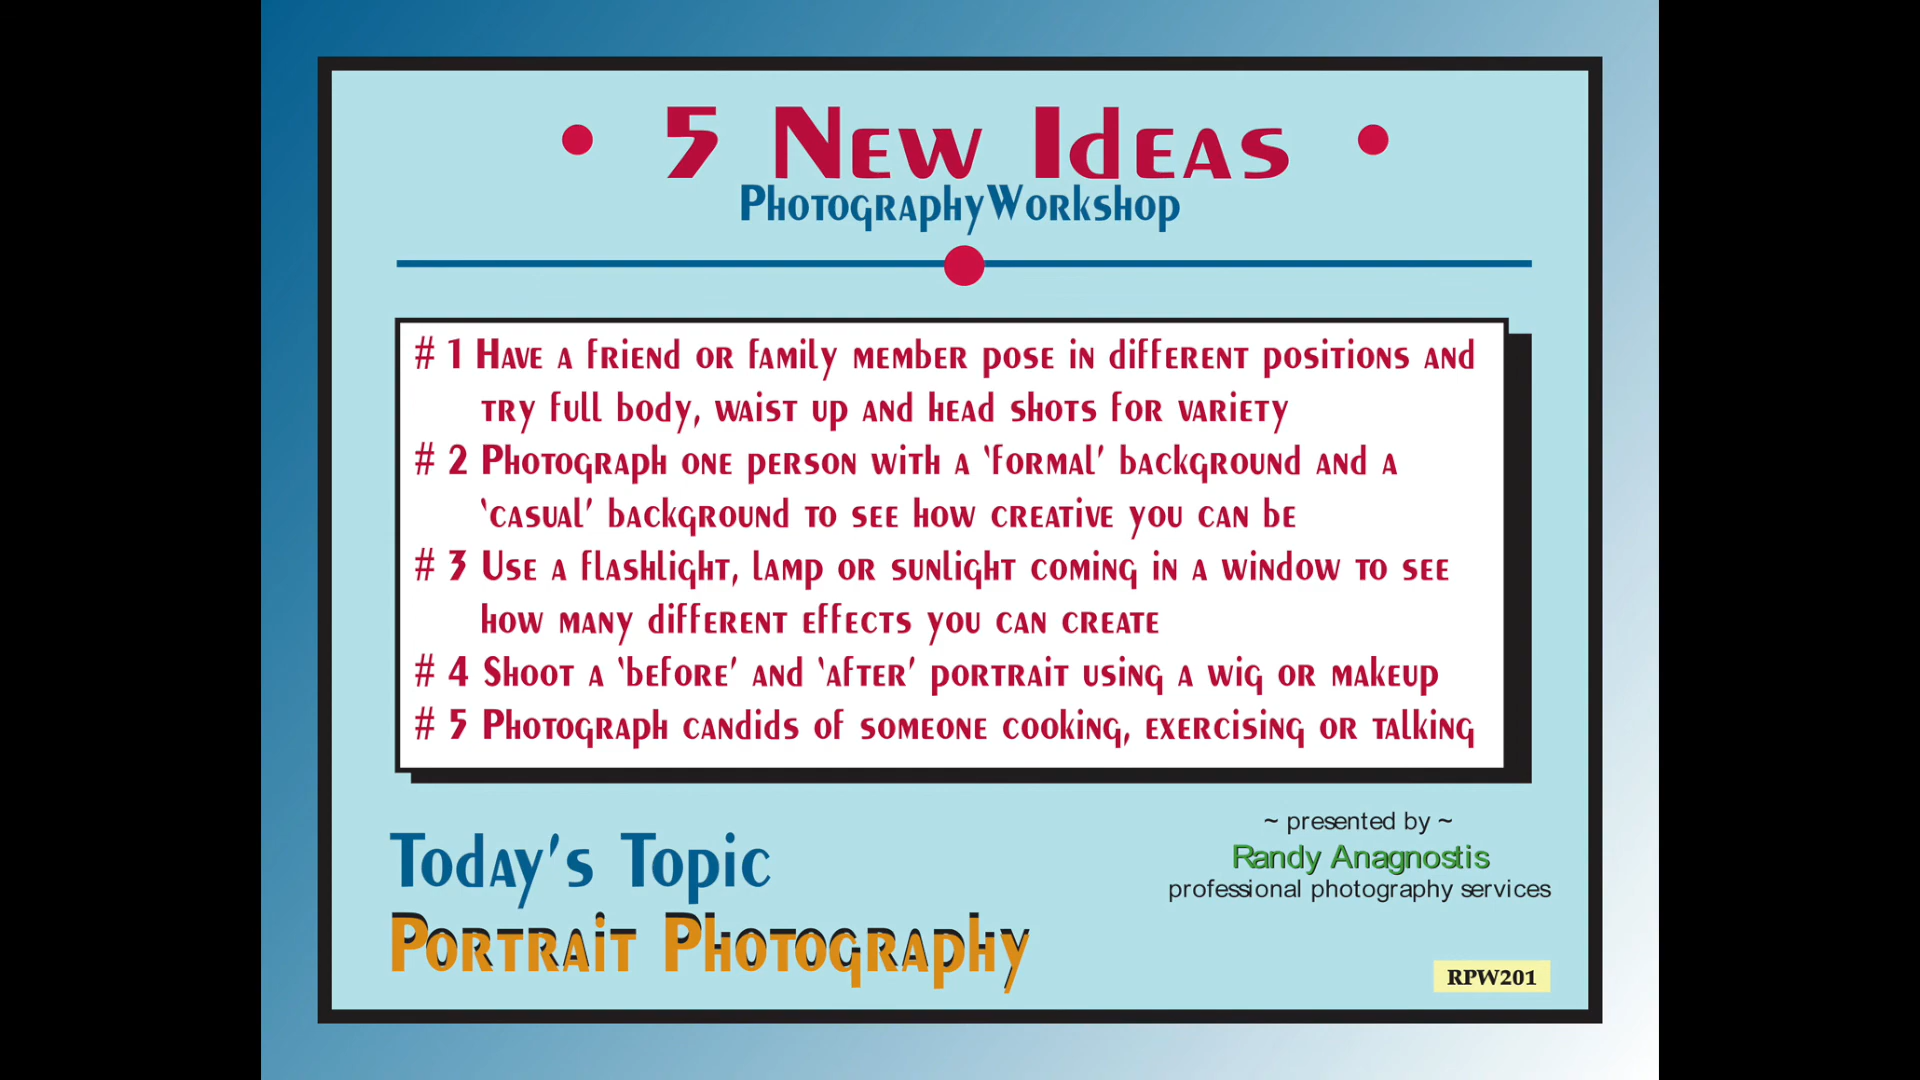 • 5 New Ideas •
Photography Workshop
# 1 Have a friend or family member pose in different positions and
try full body, waist up and head shots for variety
# 2 Photograph one person with a ‘formal’ background and a
‘casual’ background to see how creative you can be
# 3 Use a flashlight, lamp or sunlight coming in a window to see
how many different effects you can create
# 4 Shoot a ‘before’ and ‘after’ portrait using a wig or makeup
# 5 Photograph candids of someone cooking, exercising or talking
Today’s Topic
Portrait Photography
~ presented by ~
Randy Anagnostis
professional photography services
RPW201